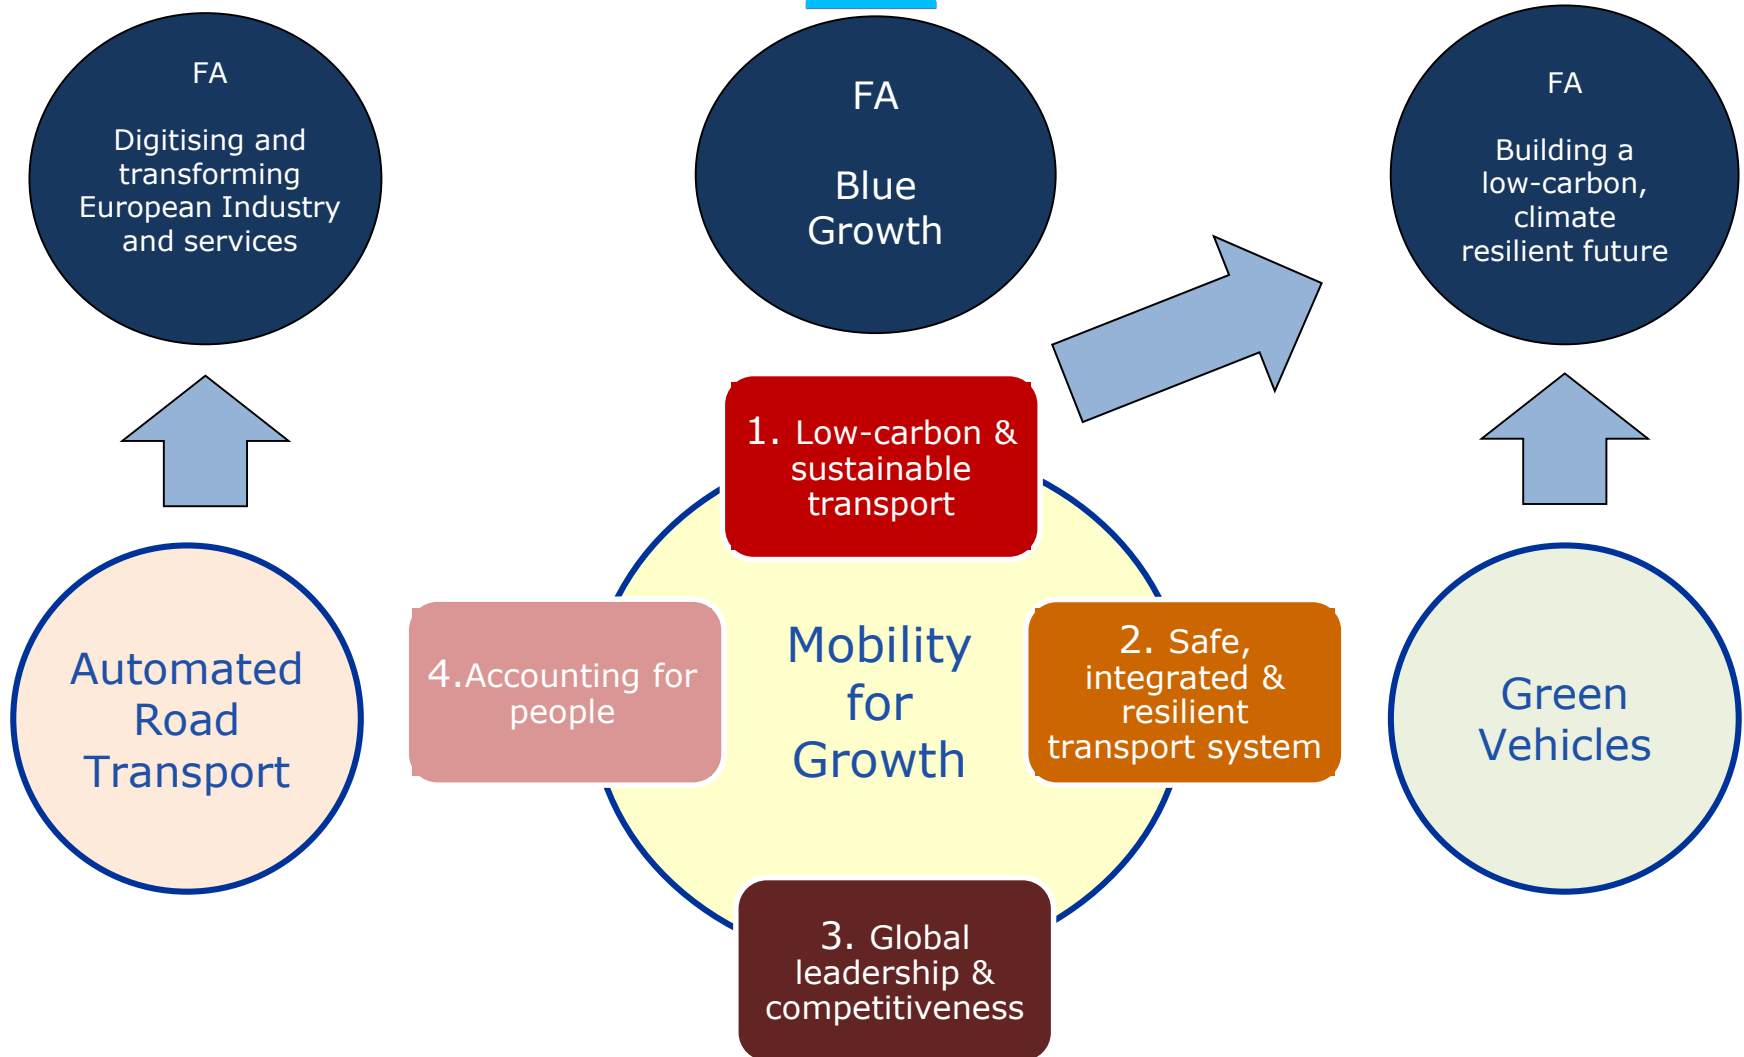 FA
Digitising and
transforming
European Industry
and services
FA
Blue
Growth
FA
Building a
low-carbon,
climate
resilient future
1. Low-carbon &
sustainable
transport
Automated
Road
Transport
4.Accounting for
people
Mobility
for
Growth
2. Safe,
integrated &
resilient
transport system
Green
Vehicles
3. Global
leadership &
competitiveness